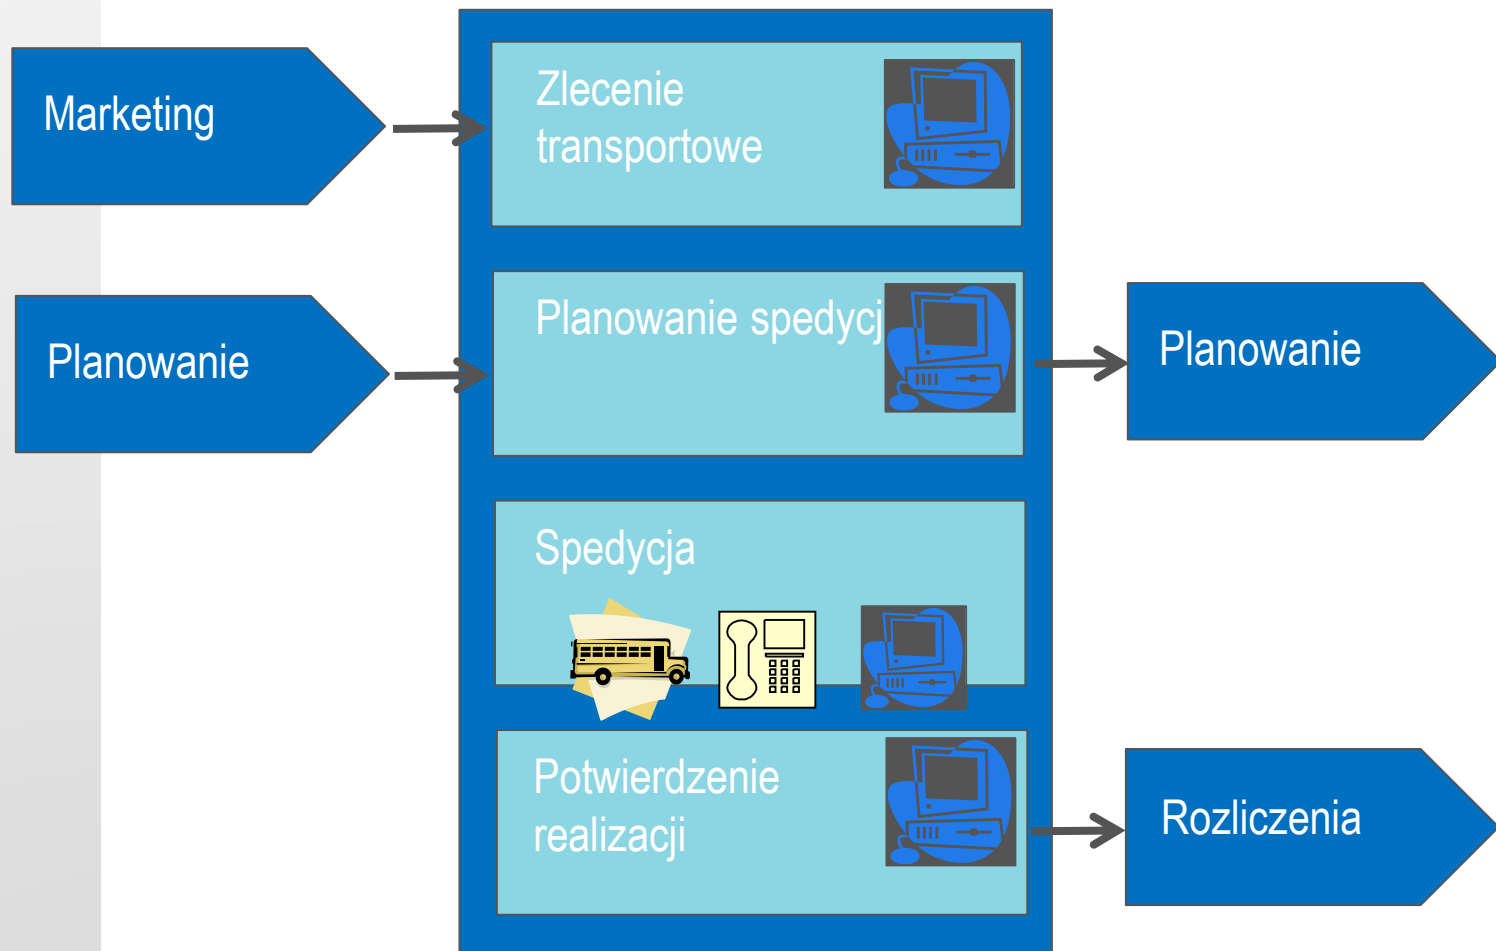 Marketing
Zlecenie
transportowe
Planowanie
Planowanie spedycj
Planowanie
Spedycja
Potwierdzenie
realizacji
Rozliczenia